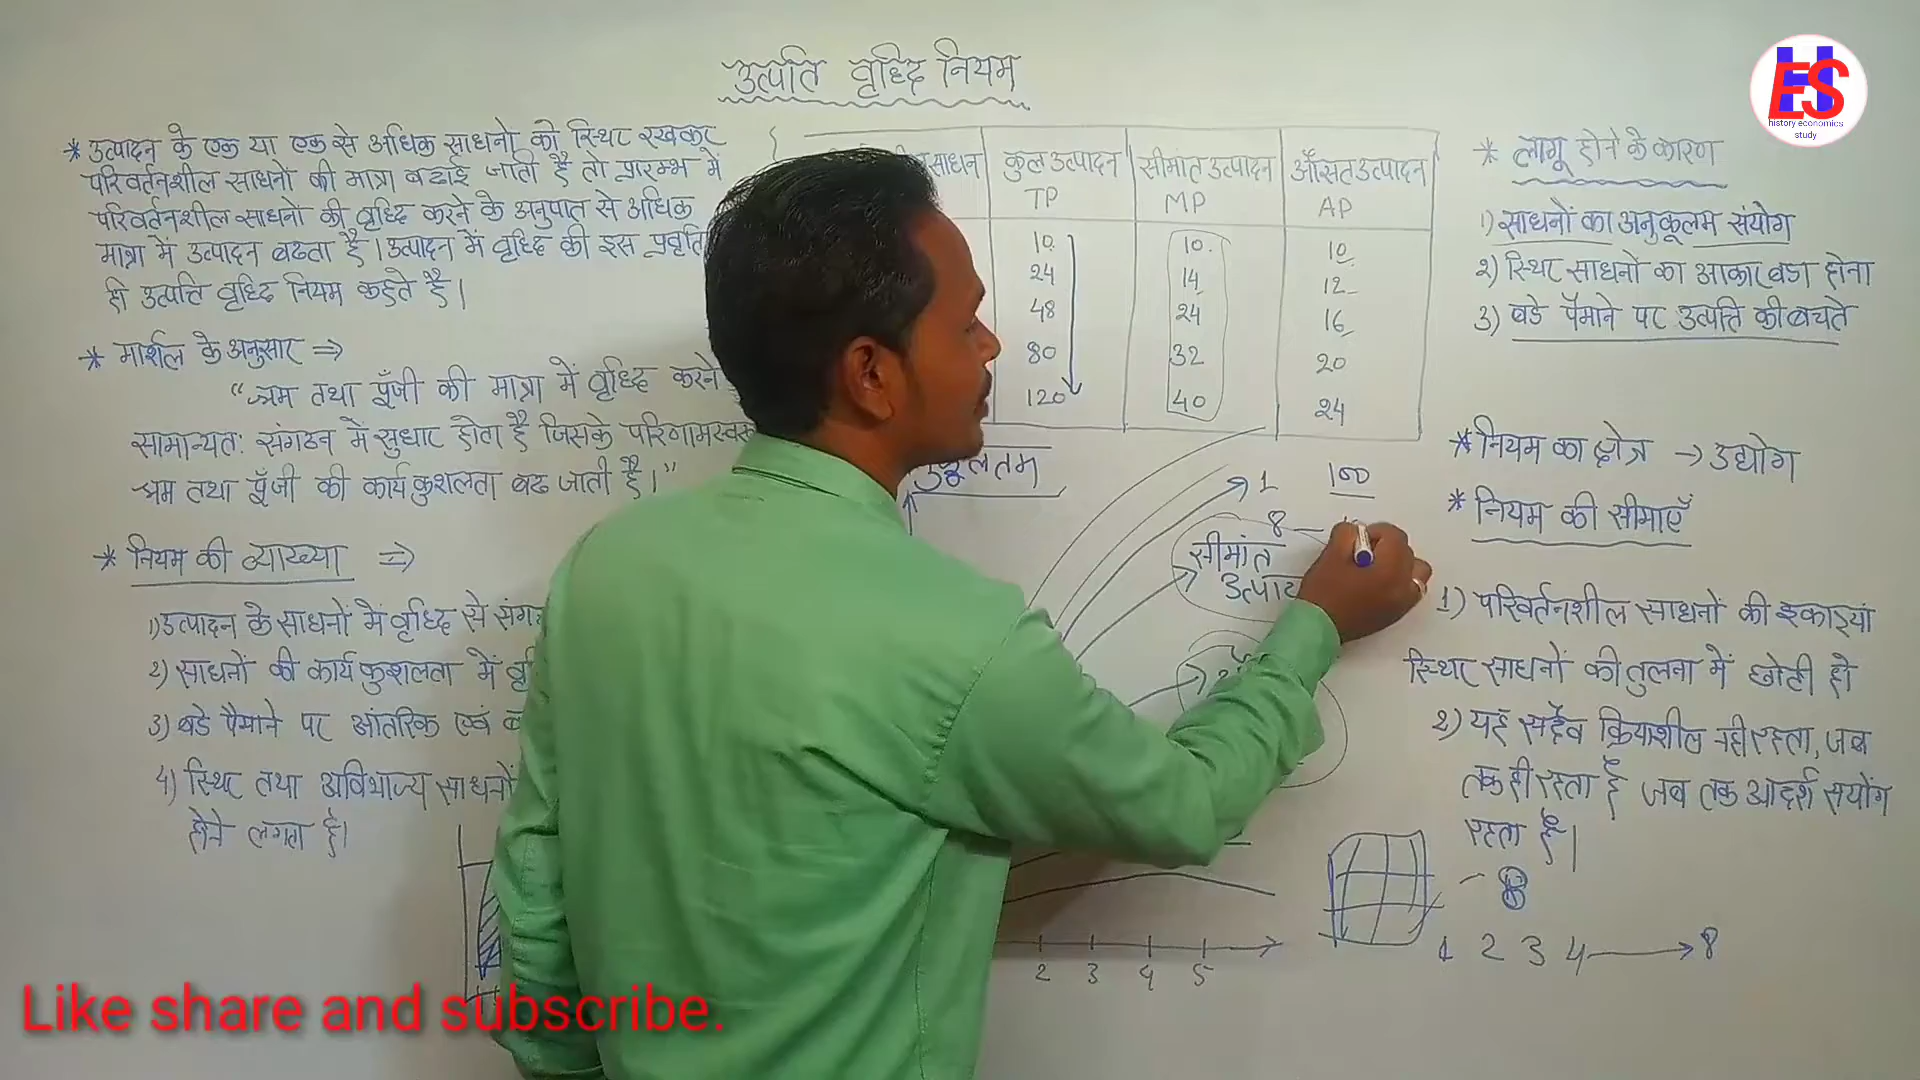 उत्पति वृध्दि नियम
* उत्पादन के एक या एक से अधिक साधनो को स्थिर रखकर
परिवर्तनशील साधनो की मात्रा बढाई जाती है तो प्रारम्भ मे
परिवर्तनशील साधनो की वृध्दि करने के अनुपात से अधिक
मात्रा में उत्पादन बढता है। उत्पादन में वृध्दि की इस प्रवृति
ही उत्पत्ति वृध्दि नियम कहते है।
* मार्शल के अनुसार ⇒
“श्रम तथा पूँजी की मात्रा में वृध्दि करने
सामान्यत: संगठन में सुधार होता है जिसके परिणामस्वरू
श्रम तथा पूँजी की कार्यकुशलता बढ जाती है।”
* नियम की व्याख्या ⇒
1) उत्पादन के साधनों में वृध्दि से संग
2) साधनों की कार्य कुशलता में वृ
3) बडे पैमाने पर आंतरिक एवं ब
4) स्थिर तथा अविभाज्य साधनों
होने लगता है।
साधन कुल उत्पादन सीमांत उत्पादन औसत उत्पादन
TP MP AP
10 10 10
24 14 12
48 24 16
80 32 20
120 40 24
कूलतम
1 100
8 —
सीमांत
उत्पाद
2 3 4 5
* लागू होने के कारण
1) साधनों का अनुकूलम संयोग
2) स्थिर साधनों का आकार बडा होना
3) बडे पैमाने पर उत्पत्ति की बचते
* नियम का क्षेत्र → उद्योग
* नियम की सीमाएँ
1) परिवर्तनशील साधनों की इकाइयां
स्थिर साधनों की तुलना में छोटी हो
2) यह सदैव क्रियाशील नही रहता, जब
तक ही रहता है जब तक आदर्श सयोंग
रहता है।
1 2 3 4 → 8
HES
history economics
study
Like share and subscribe.